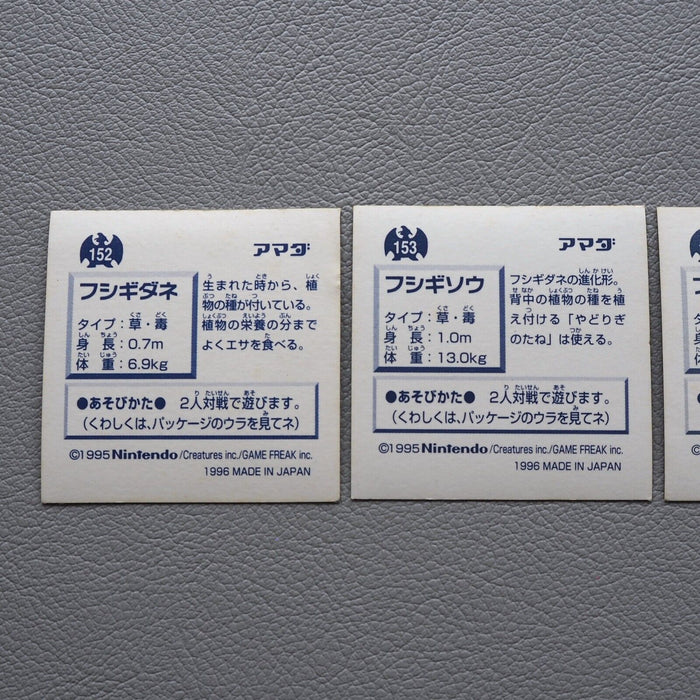 152
アマダ
フシギダネ
タイプ：草・毒
身長：0.7m
体重：6.9kg
生まれた時から、植
物の種が付いている。
植物の栄養の分まで
よくエサを食べる。
●あそびかた● 2人対戦で遊びます。
（くわしくは、パッケージのウラを見てネ）
©1995 Nintendo/Creatures inc./GAME FREAK inc.
1996 MADE IN JAPAN
153
アマダ
フシギソウ
タイプ：草・毒
身長：1.0m
体重：13.0kg
フシギダネの進化形。
背中の植物の種を植
え付ける「やどりぎ
のたね」は使える。
●あそびかた● 2人対戦で遊びます。
（くわしくは、パッケージのウラを見てネ）
©1995 Nintendo/Creatures inc./GAME FREAK inc.
1996 MADE IN JAPAN